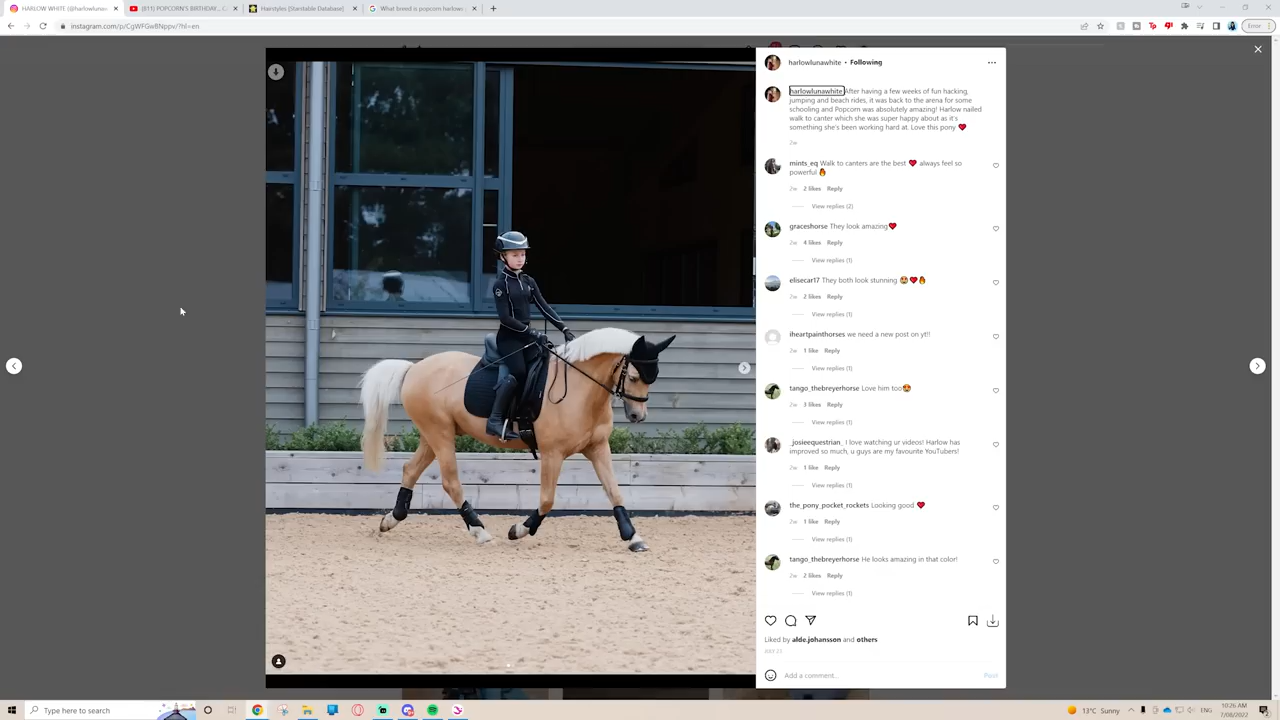 HARLOW WHITE (@harlowlunaw
(811) POPCORN'S BIRTHDAY
Hairstyles [Starstable Database]
What breed is popcorn harlows
instagram.com/p/CgWFGwBNppv/?hl=en
Error
harlowlunawhite • Following
harlowlunawhite After having a few weeks of fun hacking,
jumping and beach rides, it was back to the arena for some
schooling and Popcorn was absolutely amazing! Harlow nailed
walk to canter which she was super happy about as it's
something she's been working hard at. Love this pony ❤️
2w
mints_eq Walk to canters are the best ❤️ always feel so
powerful 🔥
2w 2 likes Reply
View replies (2)
graceshorse They look amazing❤️
2w 4 likes Reply
View replies (1)
elisecar17 They both look stunning 🤩❤️🔥
2w 2 likes Reply
View replies (1)
iheartpainthorses we need a new post on yt!!
2w 1 like Reply
View replies (1)
tango_thebreyerhorse Love him too😍
2w 3 likes Reply
View replies (1)
_josieequestrian_ I love watching ur videos! Harlow has
improved so much, u guys are my favourite YouTubers!
2w 1 like Reply
View replies (1)
the_pony_pocket_rockets Looking good ❤️
2w 1 like Reply
View replies (1)
tango_thebreyerhorse He looks amazing in that color!
2w 2 likes Reply
View replies (1)
Liked by alde.johansson and others
JULY 23
Add a comment...
Post
Type here to search
13°C Sunny
ENG
10:26 AM
7/08/2022